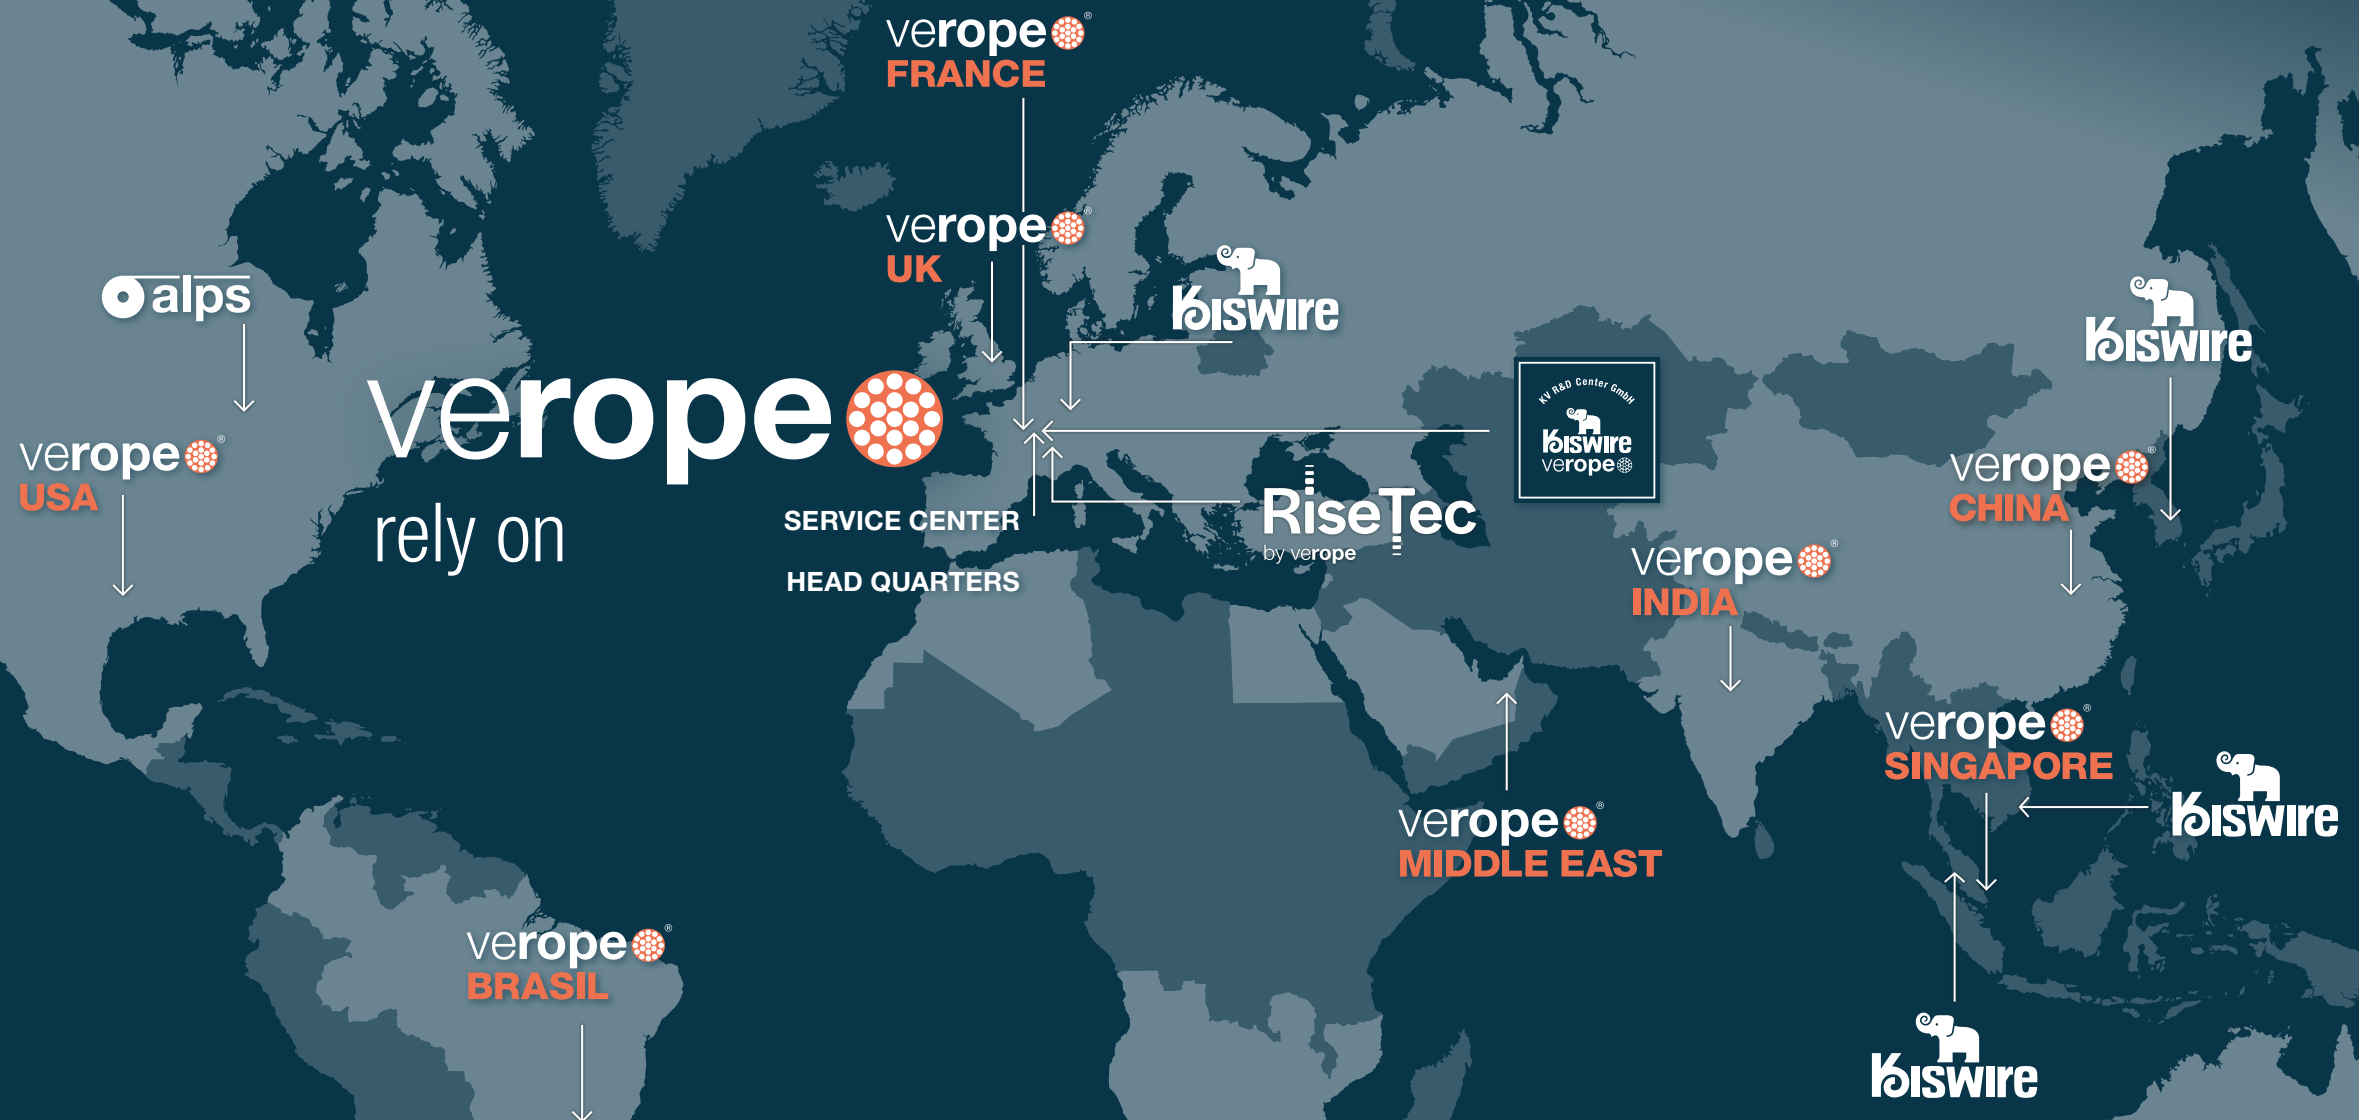 verope®
FRANCE
verope®
UK
alps
KISWIRE
KISWIRE
verope
rely on
verope®
USA
KV R&D Center GmbH
KISWIRE
verope
verope®
CHINA
SERVICE CENTER
HEAD QUARTERS
RiseTec
by verope
verope®
INDIA
verope®
SINGAPORE
KISWIRE
verope®
MIDDLE EAST
verope®
BRASIL
KISWIRE